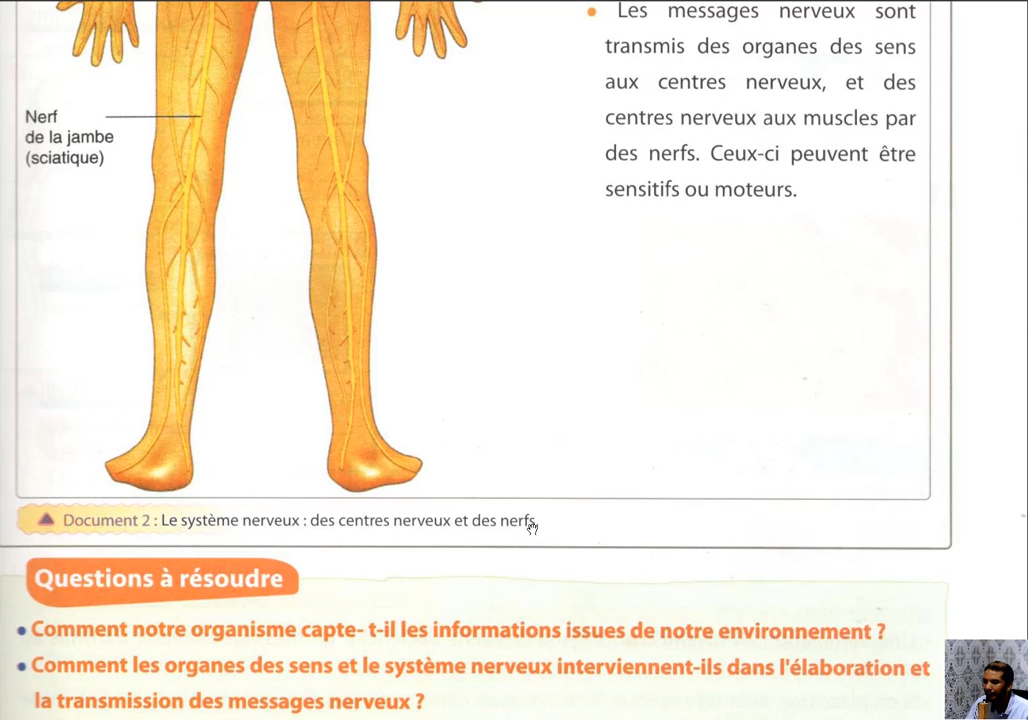 • Les messages nerveux sont
transmis des organes des sens
aux centres nerveux, et des
centres nerveux aux muscles par
des nerfs. Ceux-ci peuvent être
sensitifs ou moteurs.
Nerf
de la jambe
(sciatique)
Document 2 : Le système nerveux : des centres nerveux et des nerfs.
Questions à résoudre
• Comment notre organisme capte- t-il les informations issues de notre environnement ?
• Comment les organes des sens et le système nerveux interviennent-ils dans l'élaboration et
la transmission des messages nerveux ?